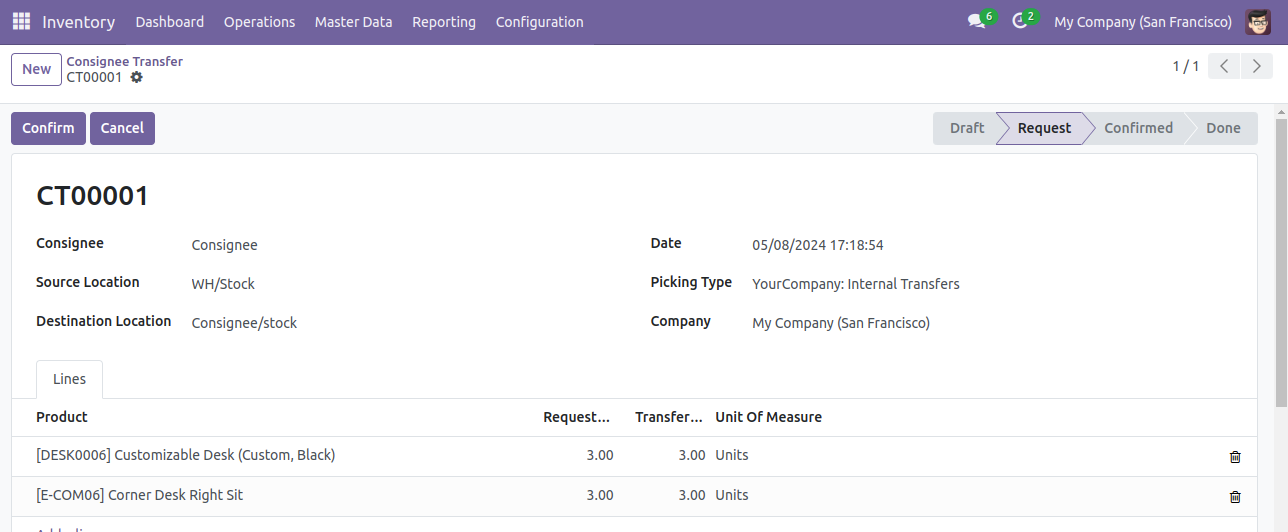 Inventory Dashboard Operations Master Data Reporting Configuration 6 2 My Company (San Francisco)
New Consignee Transfer 1 / 1
CT00001
Confirm Cancel Draft Request Confirmed Done
CT00001
Consignee Consignee Date 05/08/2024 17:18:54
Source Location WH/Stock Picking Type YourCompany: Internal Transfers
Destination Location Consignee/stock Company My Company (San Francisco)
Lines
Product Request... Transfer... Unit Of Measure
[DESK0006] Customizable Desk (Custom, Black) 3.00 3.00 Units
[E-COM06] Corner Desk Right Sit 3.00 3.00 Units